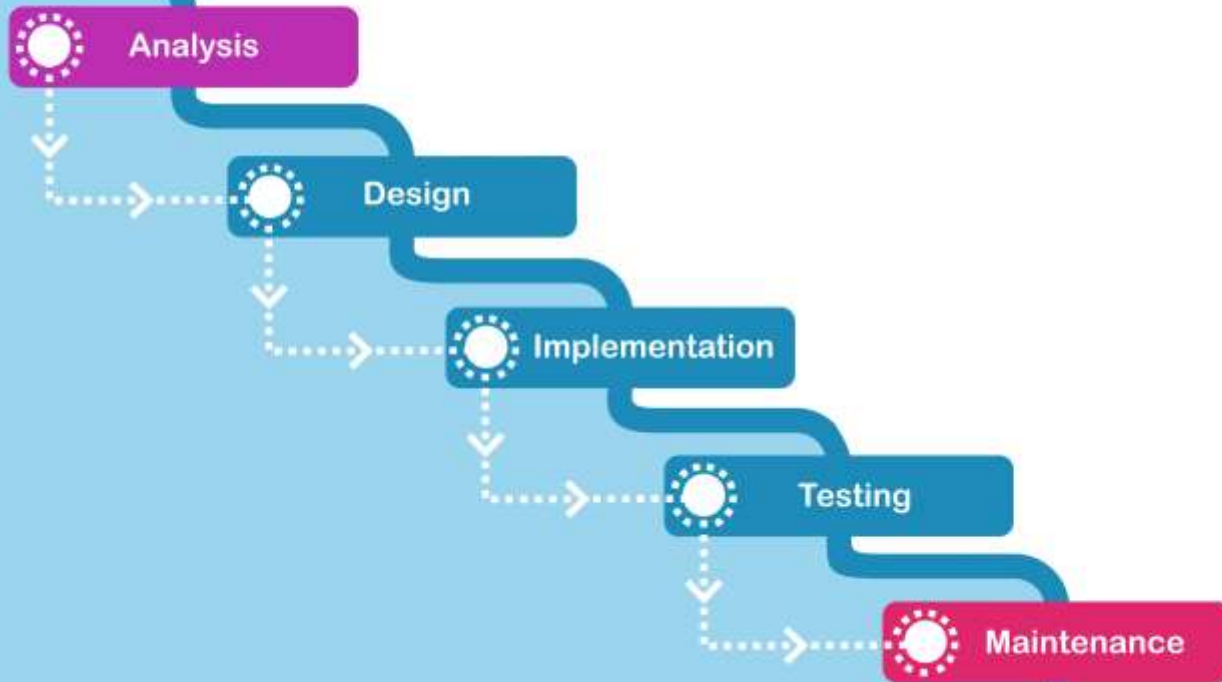 Analysis
Design
Implementation
Testing
Maintenance